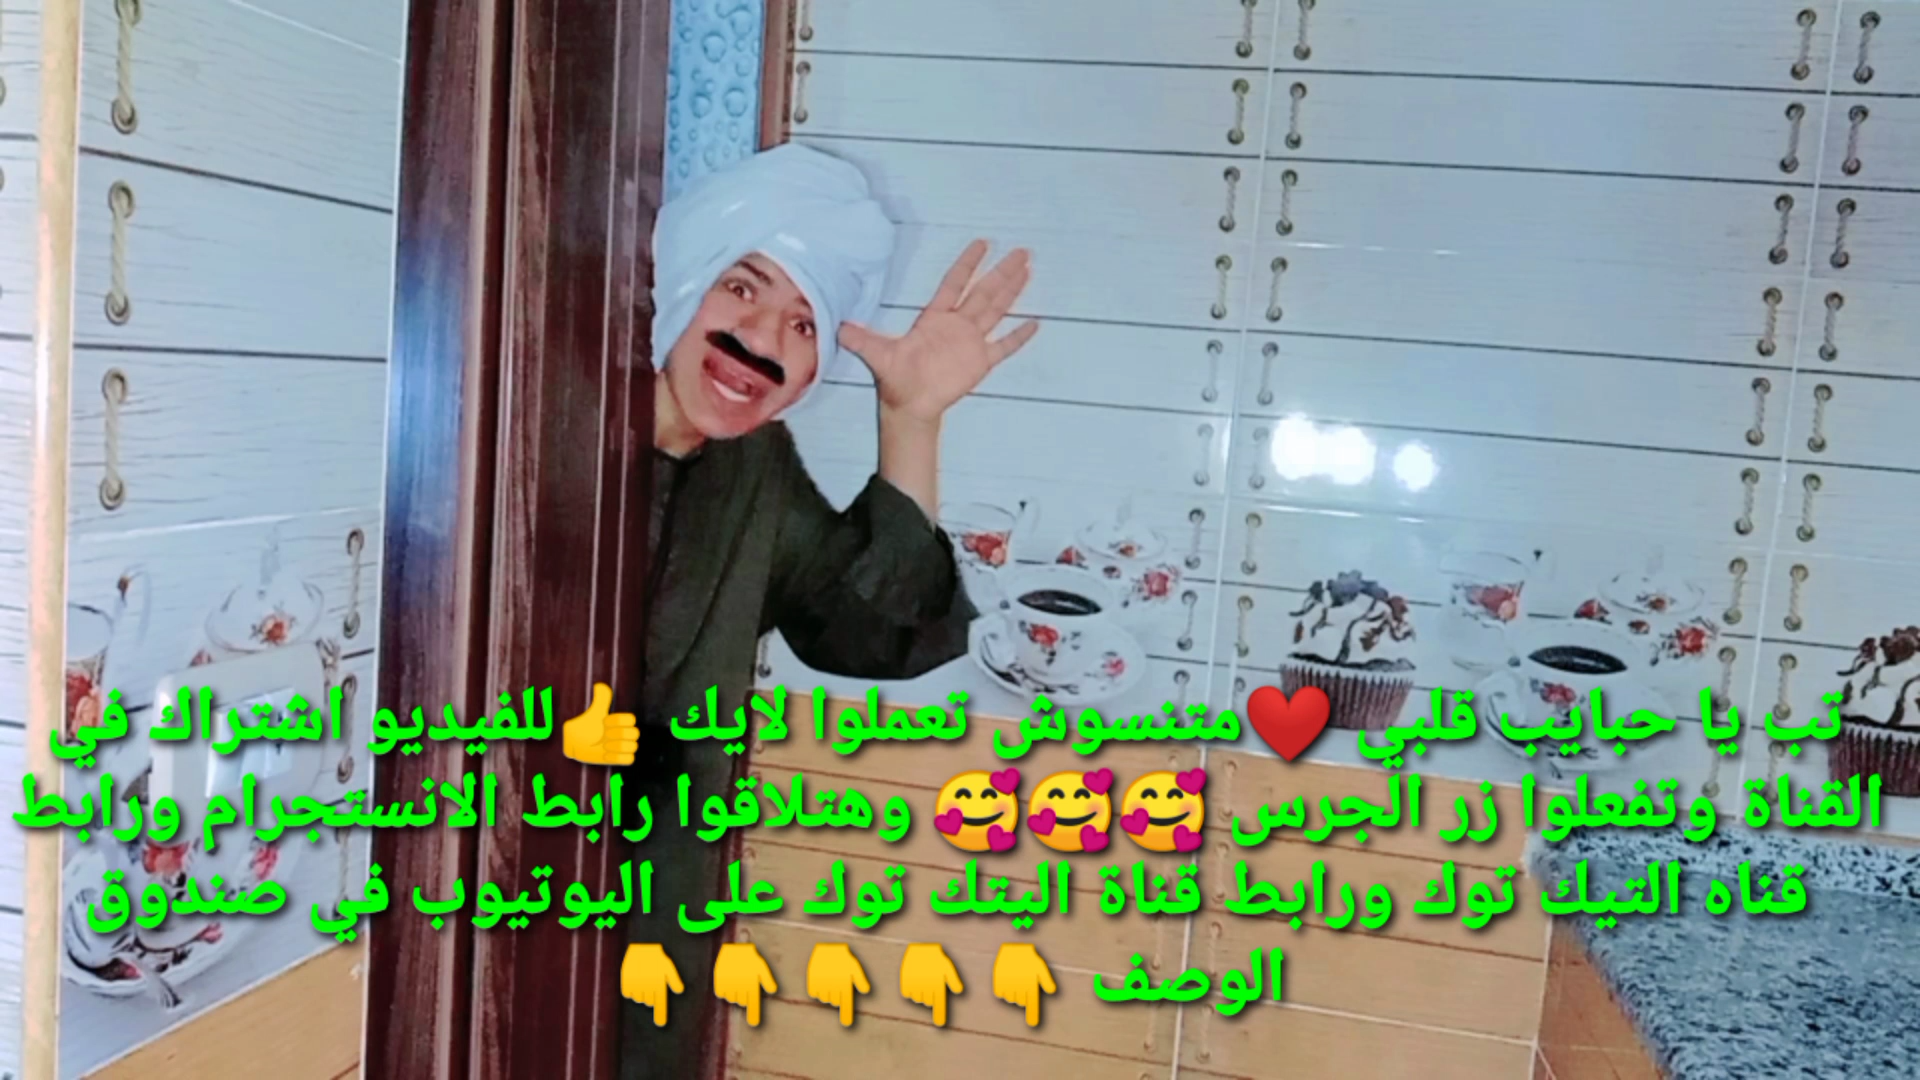 تب يا حبايب قلبي ❤️متنسوش تعملوا لايك 👍للفيديو اشتراك في
القناة وتفعلوا زر الجرس 🥰🥰🥰 وهتلاقوا رابط الانستجرام ورابط
قناه التيك توك ورابط قناة اليتك توك على اليوتيوب في صندوق
الوصف 👇👇👇👇👇